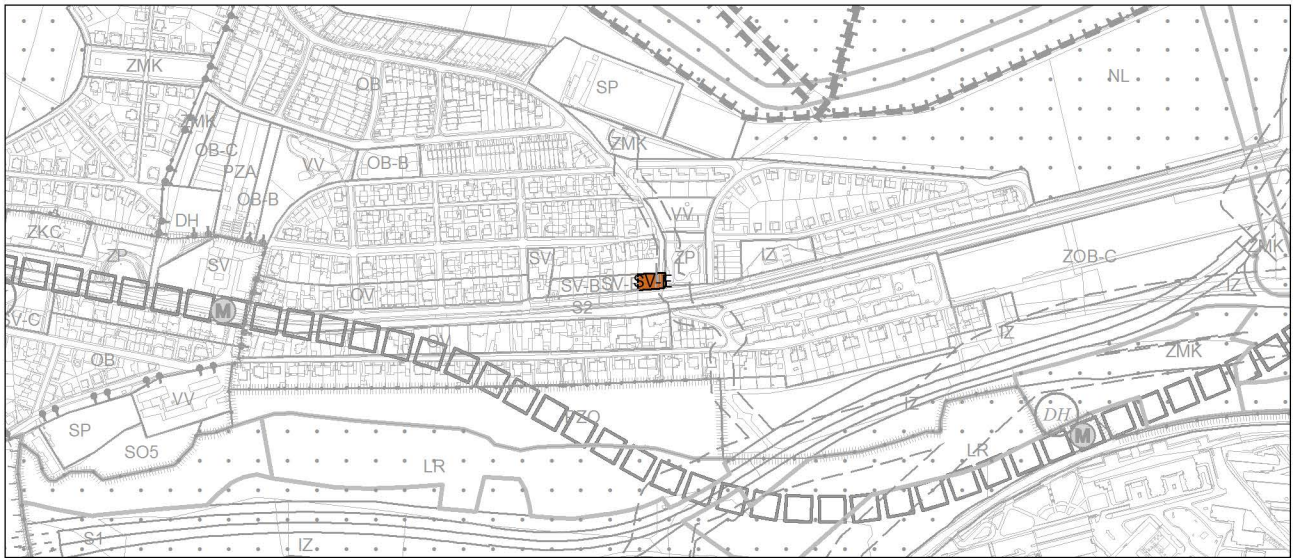 ZMK
OB
SP
NL
ZMK
OB-C
PZA
VV
OB-B
ZMK
OB-B
VV
DH
ZKC
ZP
SV
SV
ZP
IZ
ZOB-C
ZMK
IZ
OV
SV-B
SV-E
S2
M
OV
IZ
ZMK
OB
VV
SP
SO5
LR
IZ
DH
M
LR
S1
IZ